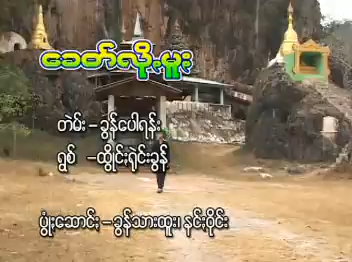 ခေတ်လိုꩻမူႏ
တဲမ်း – ခွန်ပေါရန်ꩻ
ရွစ် – ထွိုင်ႏရဲင်ꩻခွန်
ပွုံႏဆောင်ႏ – ခွန်သာꩻထူႏ၊ နင်ꩻဗိုင်ꩻ